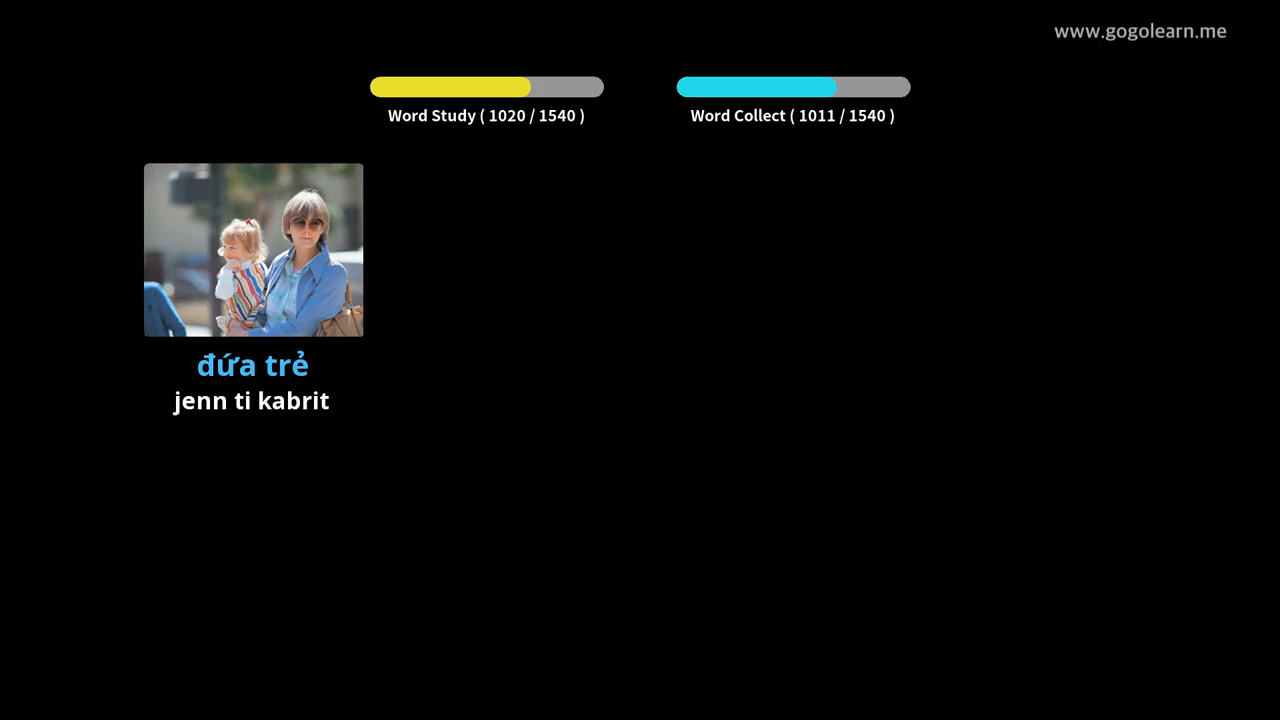 www.gogolearn.me
Word Study ( 1020 / 1540 )
Word Collect ( 1011 / 1540 )
đứa trẻ
jenn ti kabrit